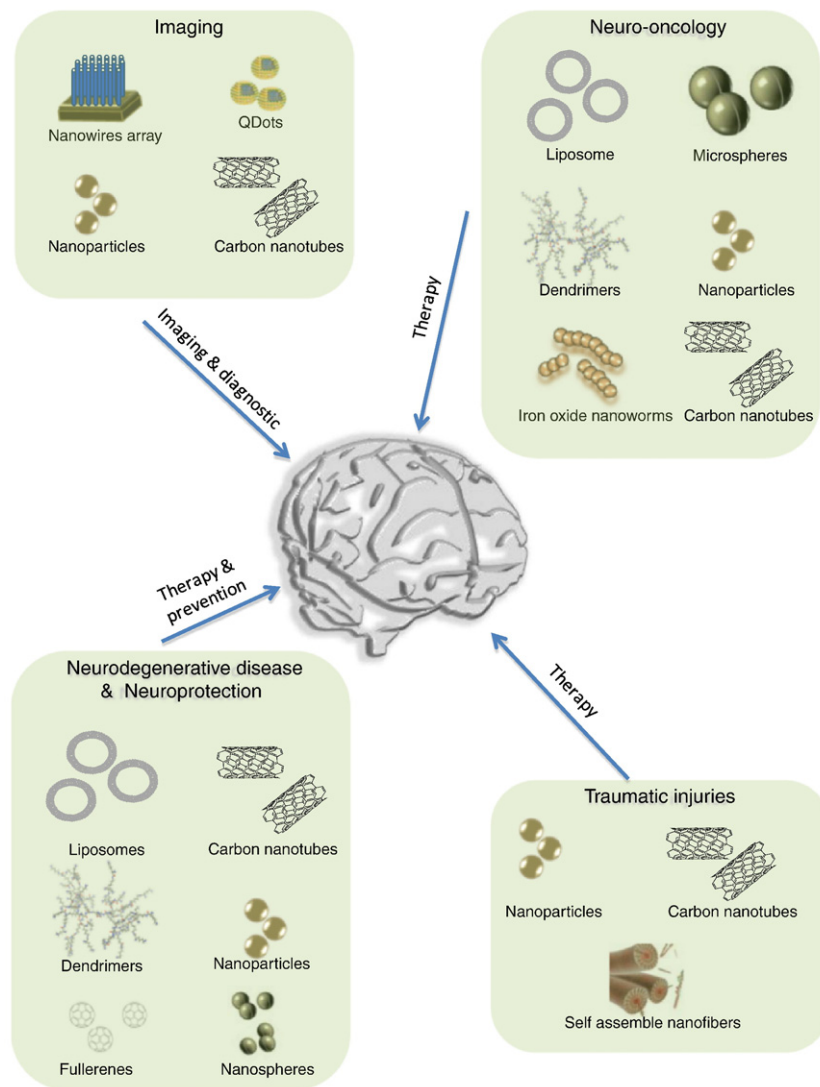 Imaging
Nanowires array
QDots
Nanoparticles
Carbon nanotubes
Neuro-oncology
Liposome
Microspheres
Dendrimers
Nanoparticles
Iron oxide nanoworms
Carbon nanotubes
Imaging & diagnostic
Therapy
Therapy &
prevention
Therapy
Neurodegenerative disease
& Neuroprotection
Liposomes
Carbon nanotubes
Dendrimers
Nanoparticles
Fullerenes
Nanospheres
Traumatic injuries
Nanoparticles
Carbon nanotubes
Self assemble nanofibers